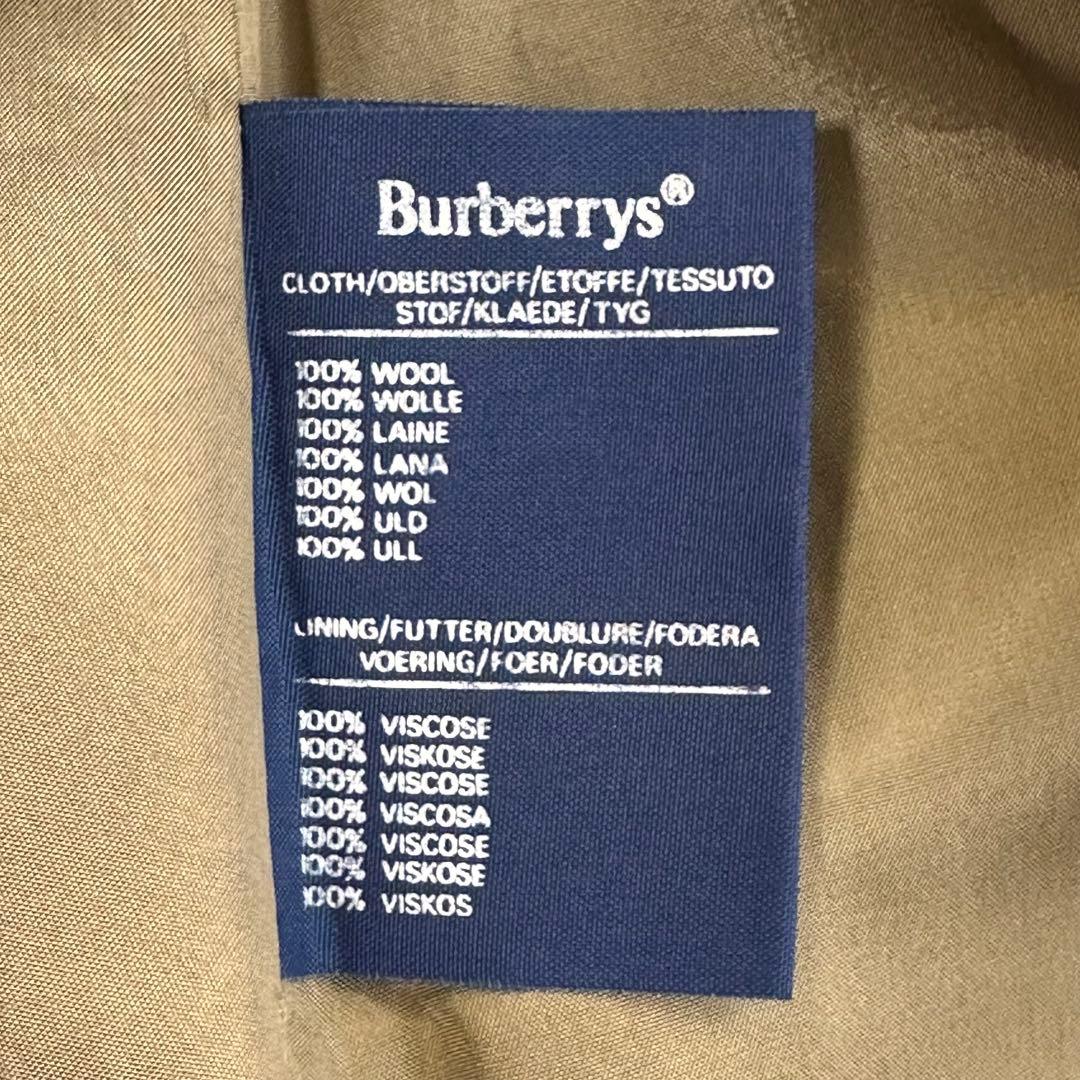 Burberrys®
CLOTH/OBERSTOFF/ETOFFE/TESSUTO
STOF/KLAEDE/TYG
100% WOOL
100% WOLLE
100% LAINE
100% LANA
100% WOL
100% ULD
100% ULL
LINING/FUTTER/DOUBLURE/FODERA
VOERING/FOER/FODER
100% VISCOSE
100% VISKOSE
100% VISCOSE
100% VISCOSA
100% VISCOSE
100% VISKOSE
100% VISKOS